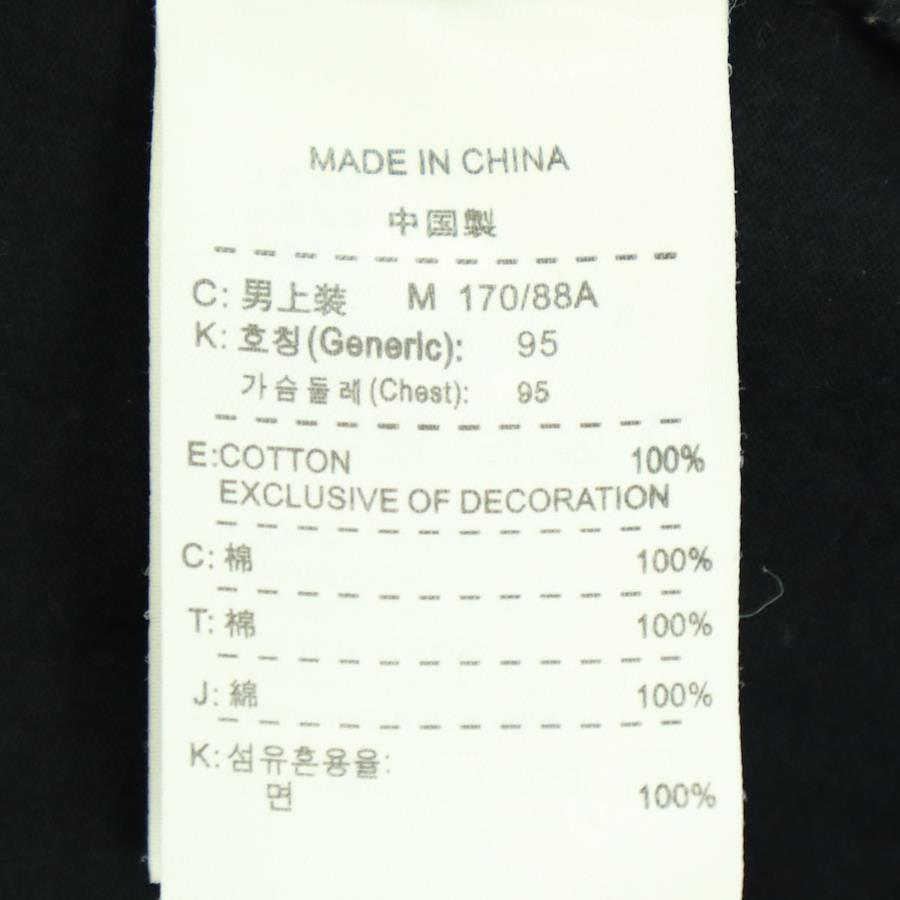 MADE IN CHINA
中国製
C: 男上装 M 170/88A
K: 호칭(Generic): 95
가슴둘레(Chest): 95
E:COTTON 100%
EXCLUSIVE OF DECORATION
C: 棉 100%
T: 棉 100%
J: 綿 100%
K: 섬유혼용율:
면 100%